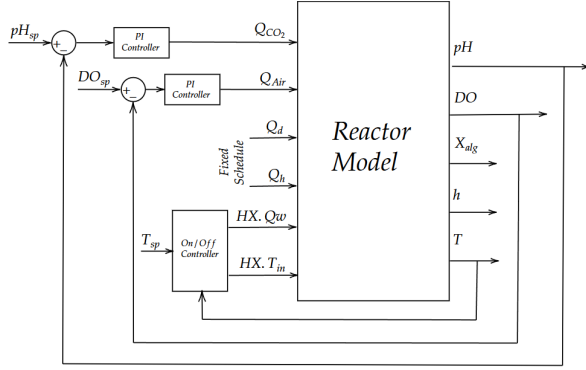 pH_sp
+
−
PI
Controller
Q_CO₂
DO_sp
+
−
PI
Controller
Q_Air
Fixed
Schedule
Q_d
Q_h
T_sp
On/Off
Controller
HX.Qw
HX.T_in
Reactor
Model
pH
DO
X_alg
h
T